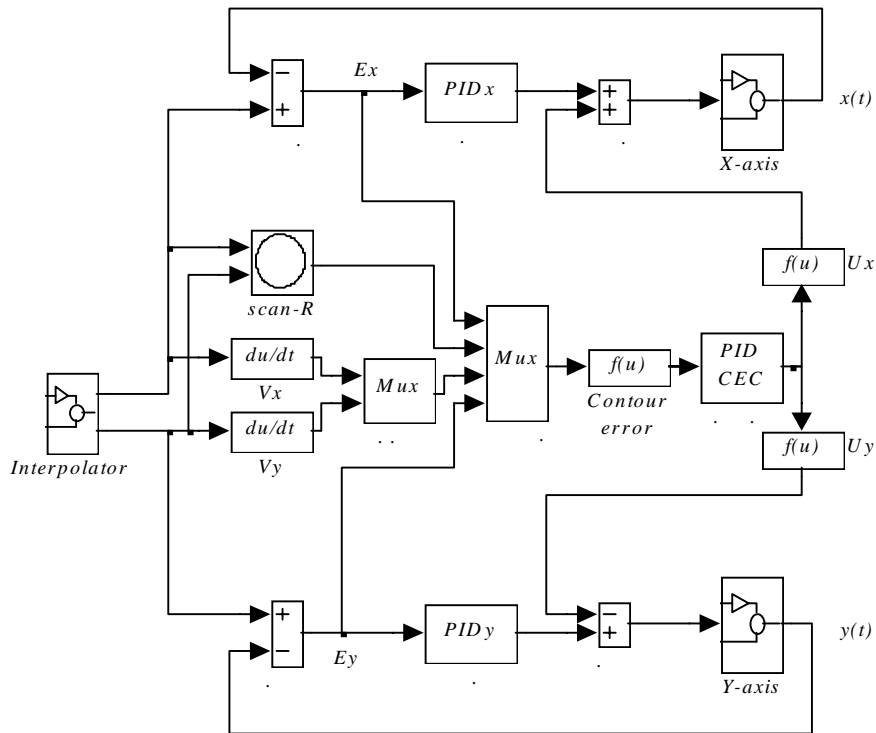 Ex
PIDx
x(t)
X-axis
−
+
+
+
scan-R
f(u)
Ux
du/dt
Vx
Mux
Mux
f(u)
Contour
error
PID
CEC
Interpolator
du/dt
Vy
f(u)
Uy
+
−
Ey
PIDy
−
+
y(t)
Y-axis